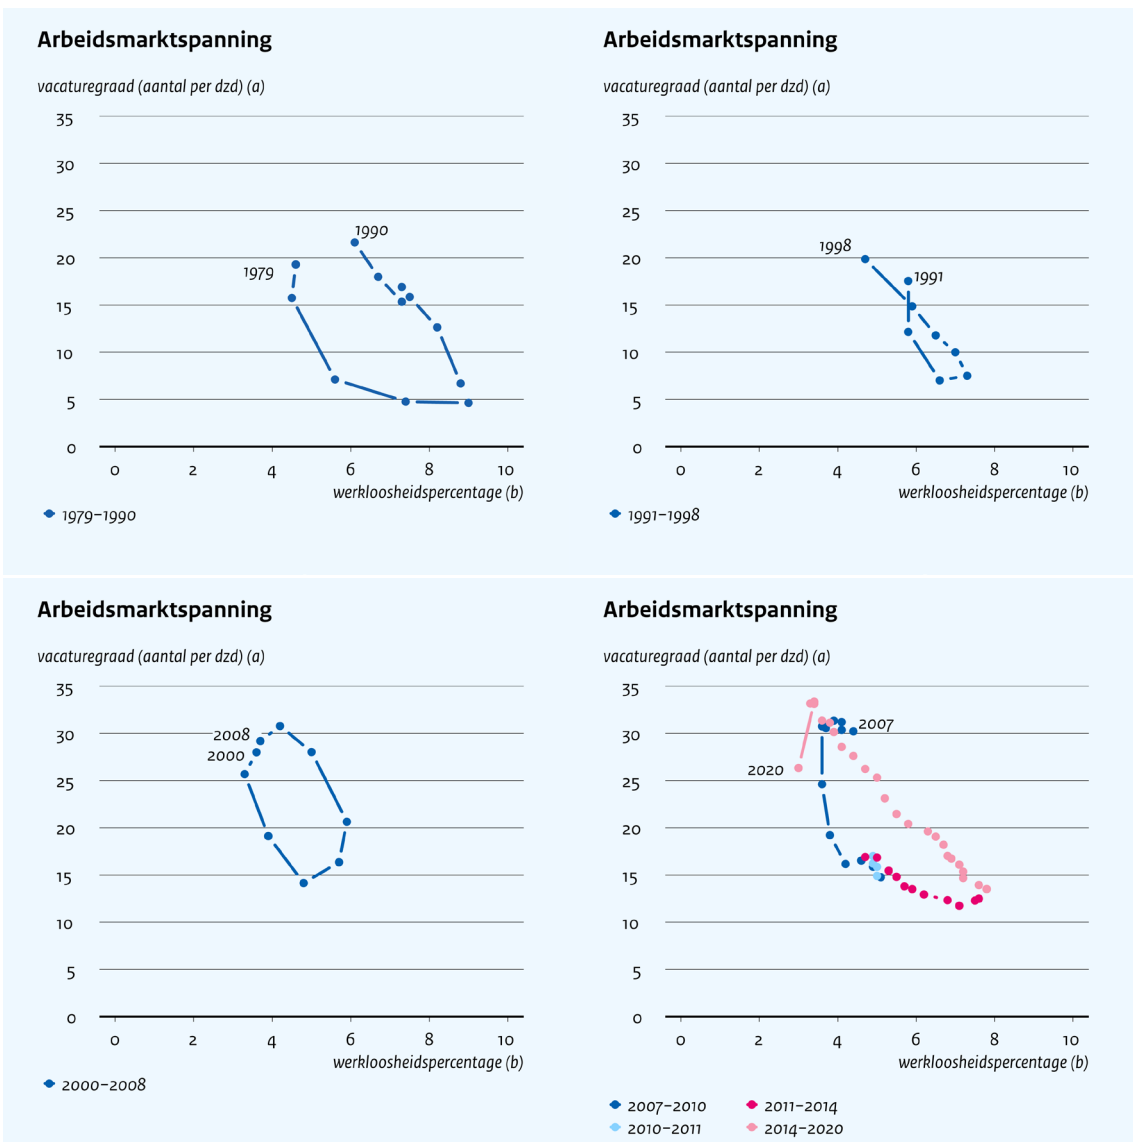 Arbeidsmarktspanning
vacaturegraad (aantal per dzd) (a)
35
30
25
20
15
10
5
0
1990
1979
0 2 4 6 8 10
werkloosheidspercentage (b)
1979–1990
Arbeidsmarktspanning
vacaturegraad (aantal per dzd) (a)
35
30
25
20
15
10
5
0
1998
1991
0 2 4 6 8 10
werkloosheidspercentage (b)
1991–1998
Arbeidsmarktspanning
vacaturegraad (aantal per dzd) (a)
35
30
25
20
15
10
5
0
2008
2000
0 2 4 6 8 10
werkloosheidspercentage (b)
2000–2008
Arbeidsmarktspanning
vacaturegraad (aantal per dzd) (a)
35
30
25
20
15
10
5
0
2007
2020
0 2 4 6 8 10
werkloosheidspercentage (b)
2007–2010 2011–2014
2010–2011 2014–2020